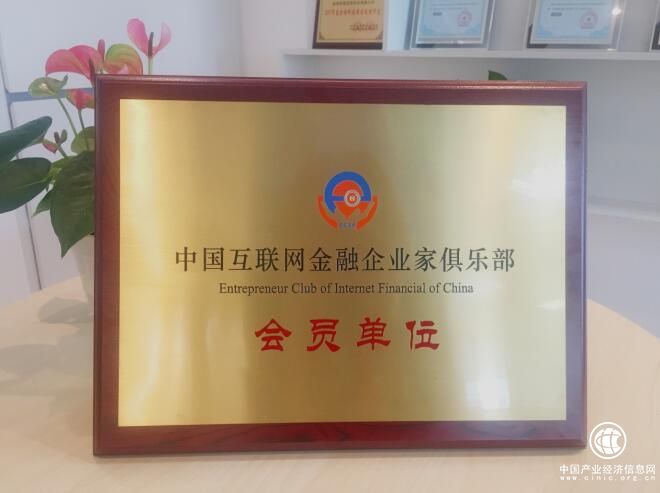 中国互联网金融企业家俱乐部
Entrepreneur Club of Internet Financial of China
会员单位
中国产业经济信息网
www.cinic.org.cn